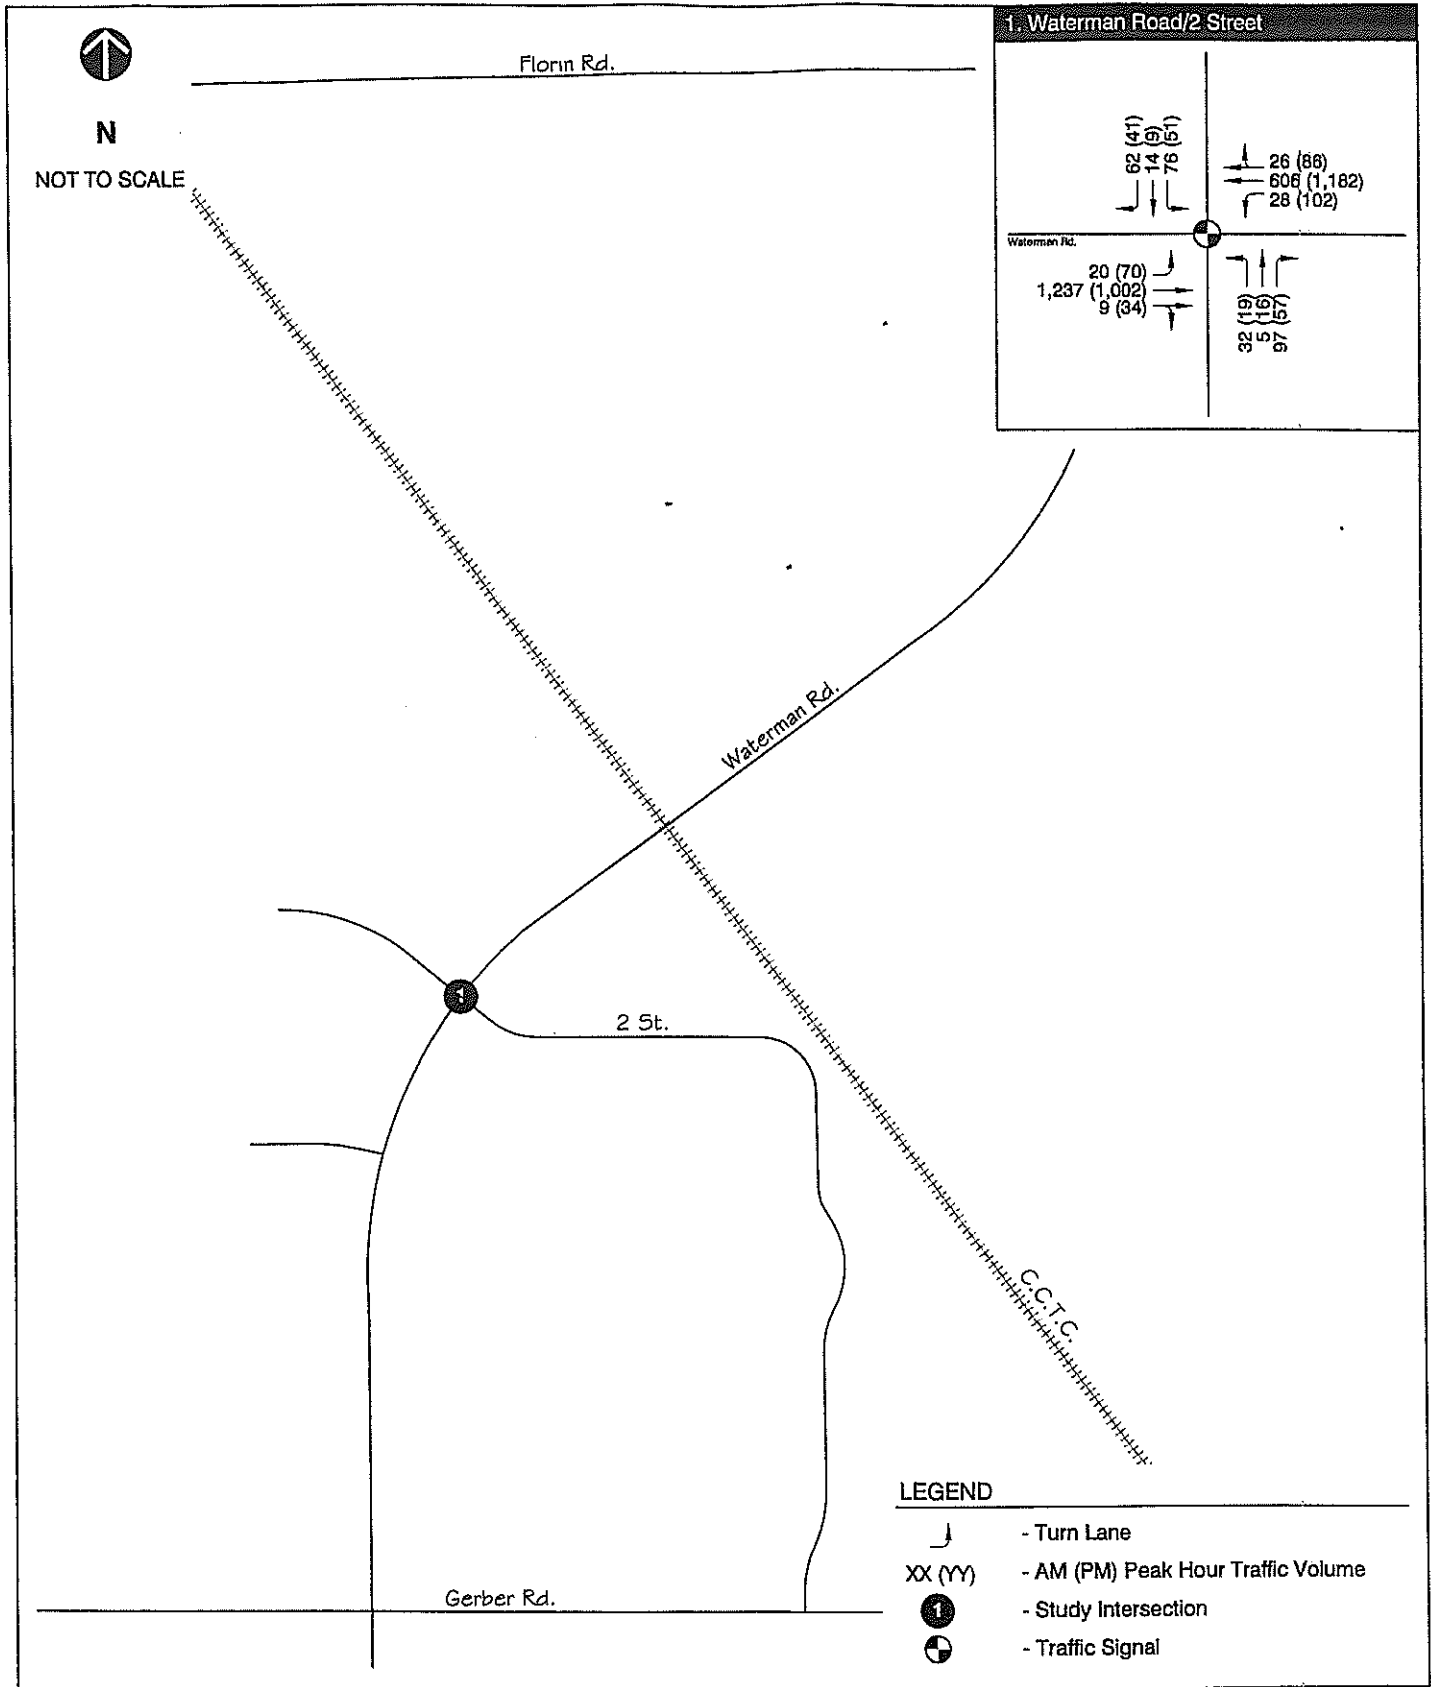 1. Waterman Road/2 Street
Florin Rd.
N
NOT TO SCALE
62 (41)
14 (9)
76 (51)
26 (86)
606 (1,182)
28 (102)
Waterman Rd.
20 (70)
1,237 (1,002)
9 (34)
32 (19)
5 (16)
97 (57)
Waterman Rd.
1
2 St.
C.C.T.C.
Gerber Rd.
LEGEND
- Turn Lane
XX (YY) - AM (PM) Peak Hour Traffic Volume
1 - Study Intersection
- Traffic Signal